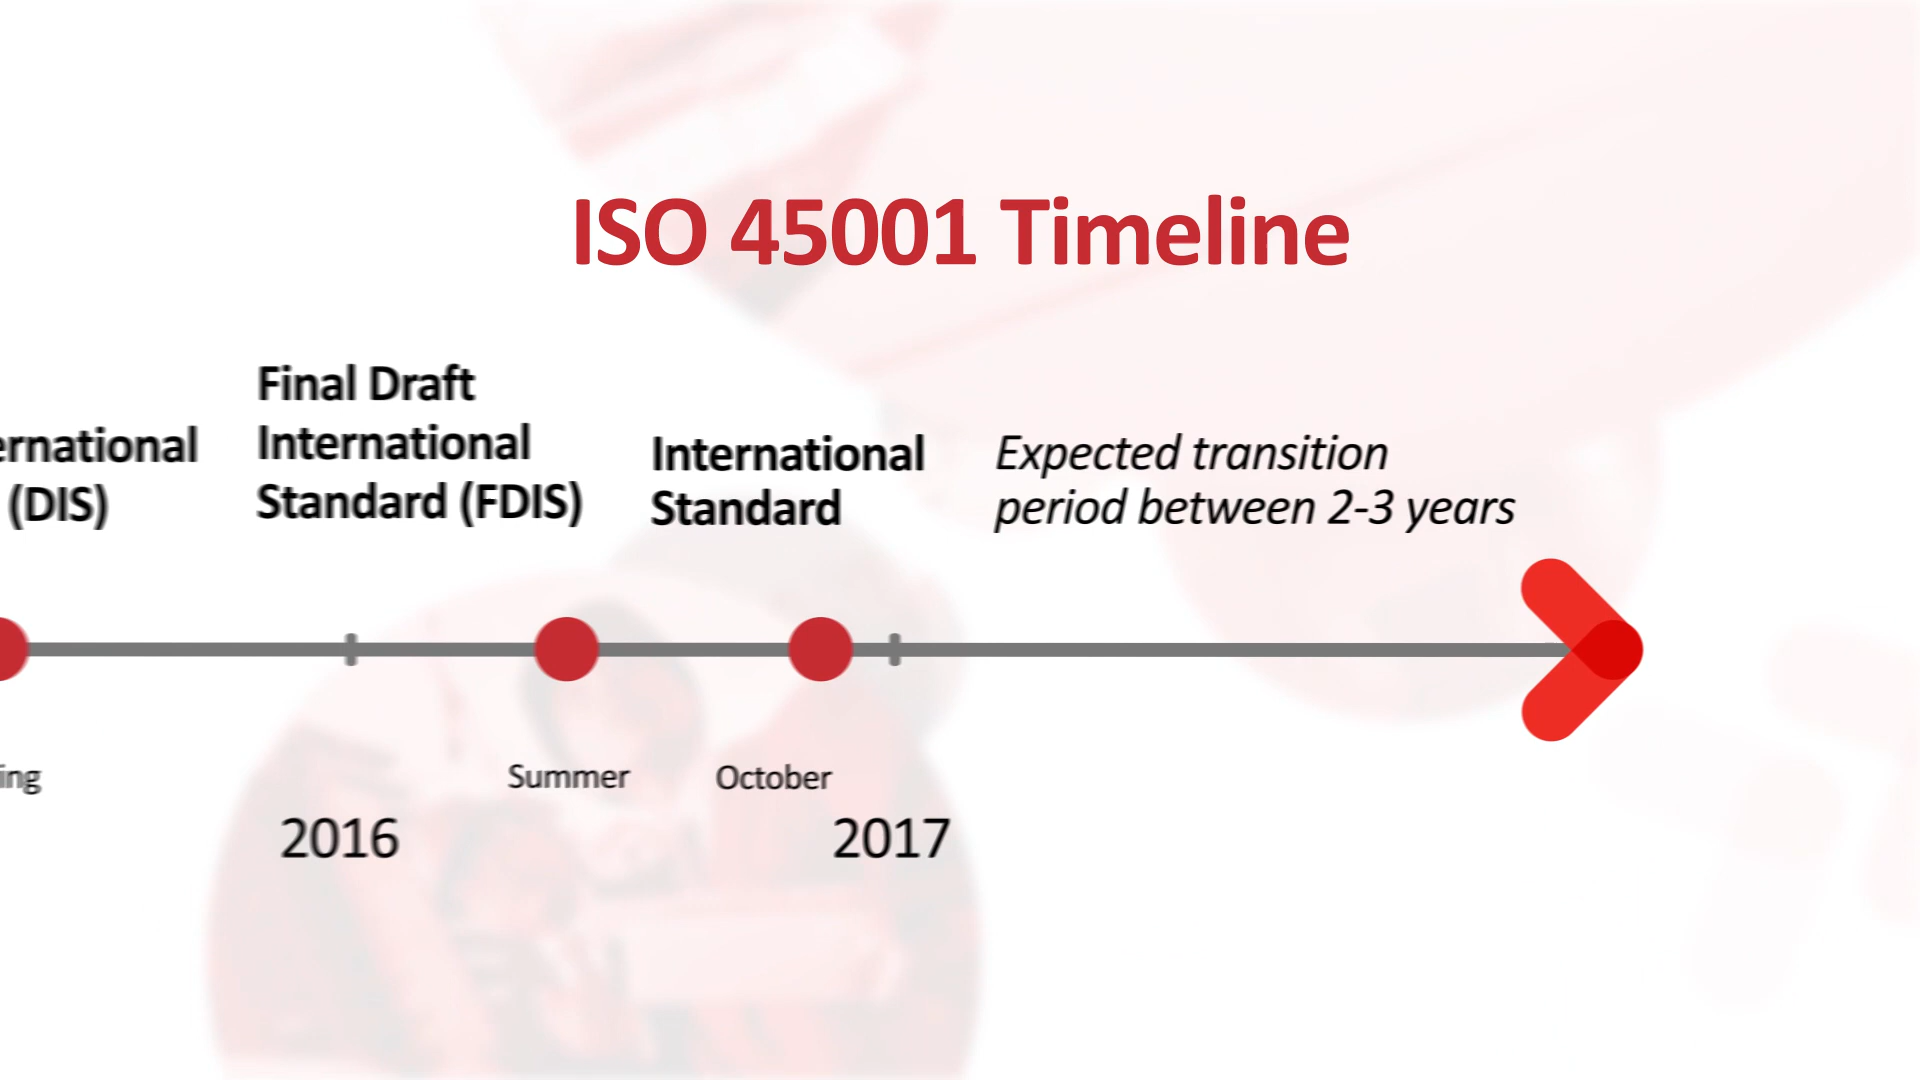 ISO 45001 Timeline
ernational
(DIS)
Final Draft
International
Standard (FDIS)
International
Standard
Expected transition
period between 2-3 years
ing
Summer
October
2016
2017